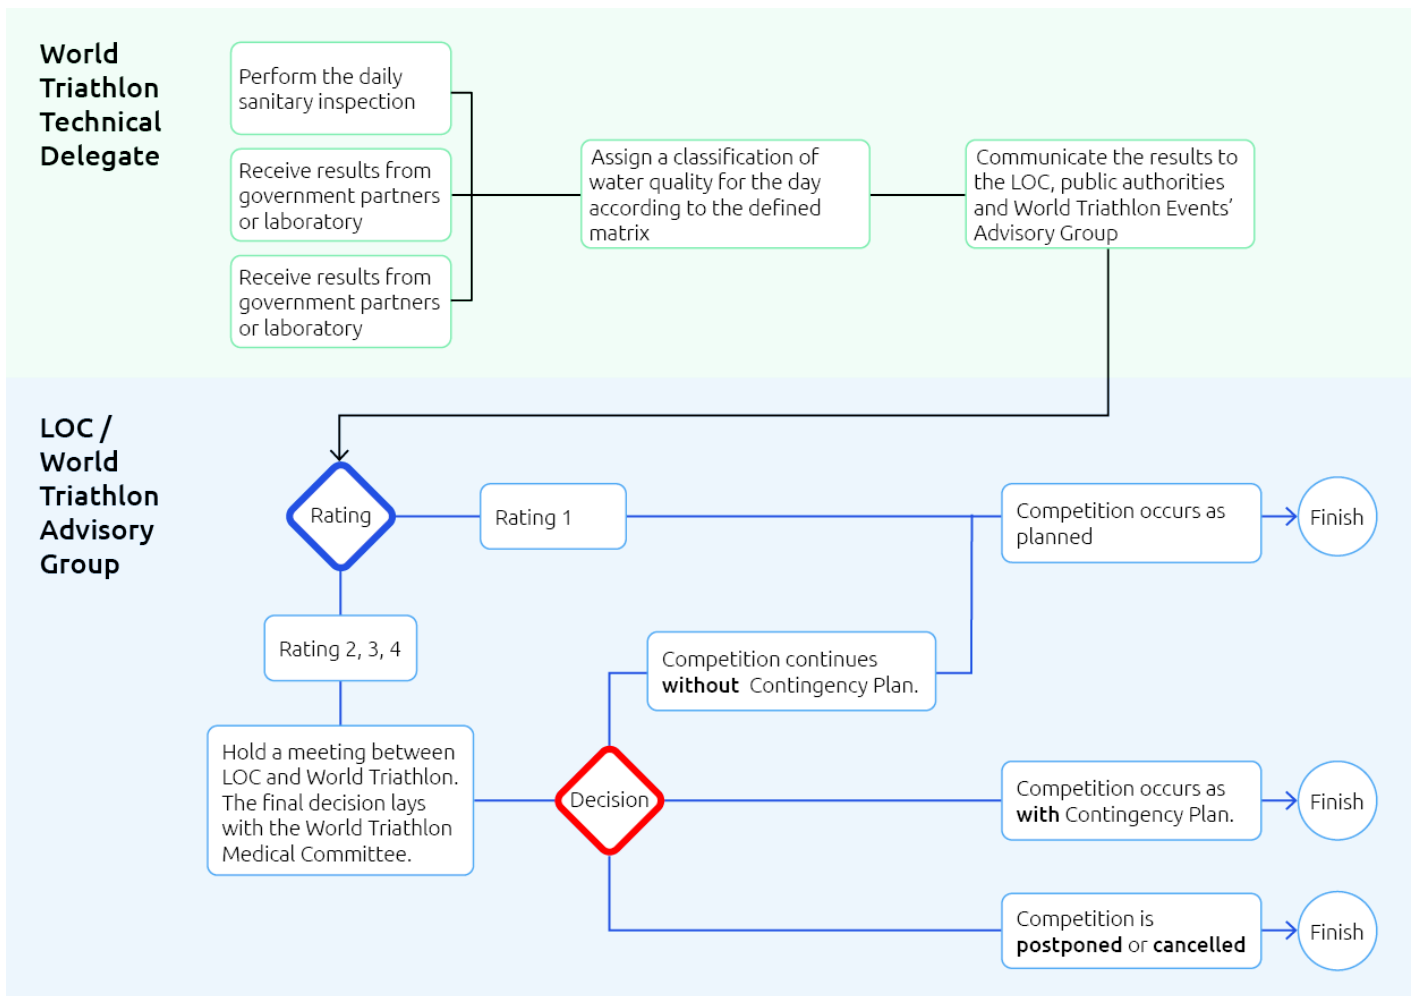 World
Triathlon
Technical
Delegate
Perform the daily
sanitary inspection
Receive results from
government partners
or laboratory
Receive results from
government partners
or laboratory
Assign a classification of
water quality for the day
according to the defined
matrix
Communicate the results to
the LOC, public authorities
and World Triathlon Events’
Advisory Group
LOC /
World
Triathlon
Advisory
Group
Rating
Rating 1
Competition occurs as
planned
Finish
Rating 2, 3, 4
Competition continues
without Contingency Plan.
Hold a meeting between
LOC and World Triathlon.
The final decision lays
with the World Triathlon
Medical Committee.
Decision
Competition occurs as
with Contingency Plan.
Finish
Competition is
postponed or cancelled
Finish